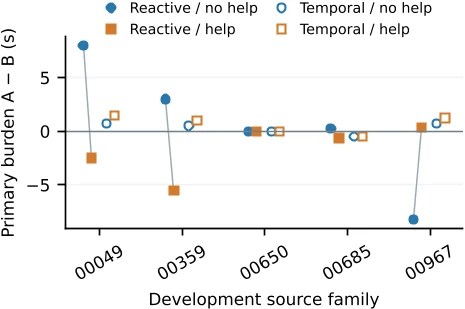 Reactive / no help
Temporal / no help
Reactive / help
Temporal / help
Primary burden A − B (s)
5
0
−5
00049
00359
00650
00685
00967
Development source family